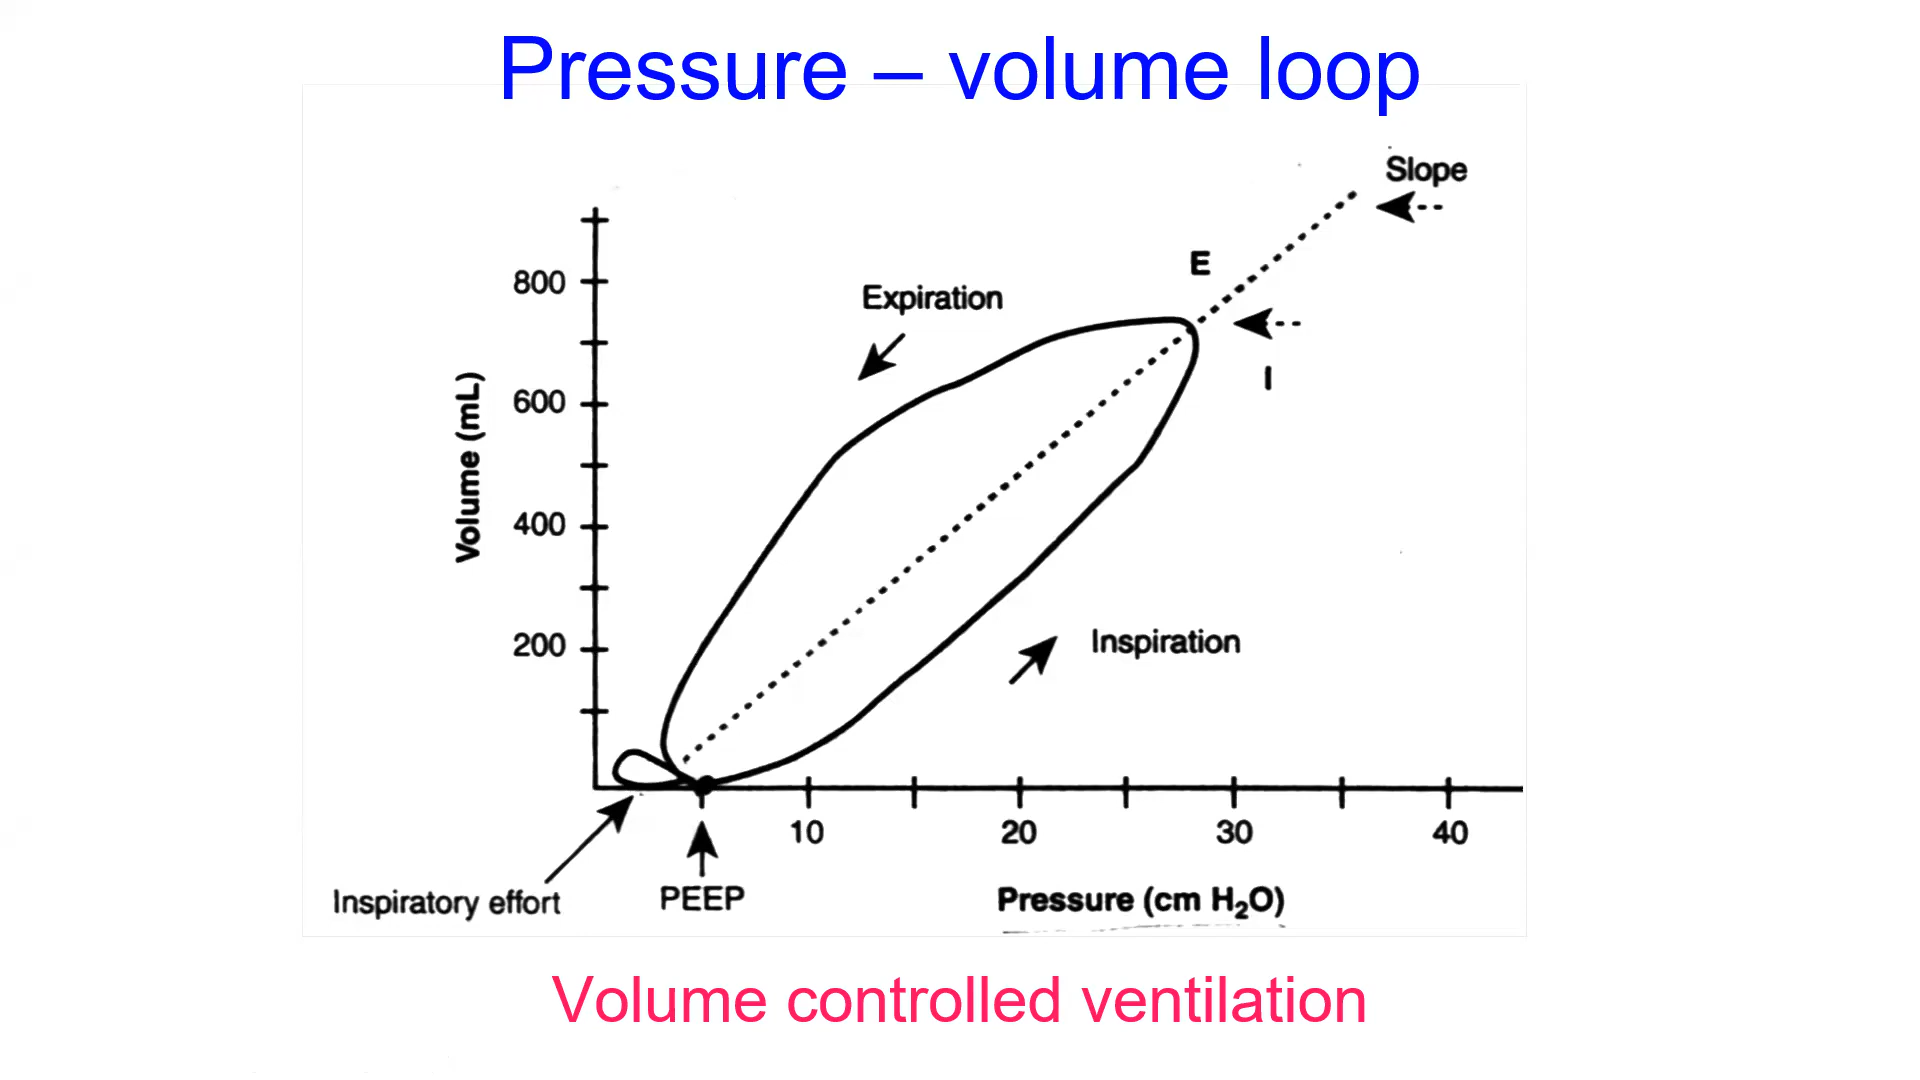 Pressure – volume loop
Slope
E
800
Expiration
I
600
Volume (mL)
400
200
Inspiration
10
20
30
40
Inspiratory effort
PEEP
Pressure (cm H₂O)
Volume controlled ventilation